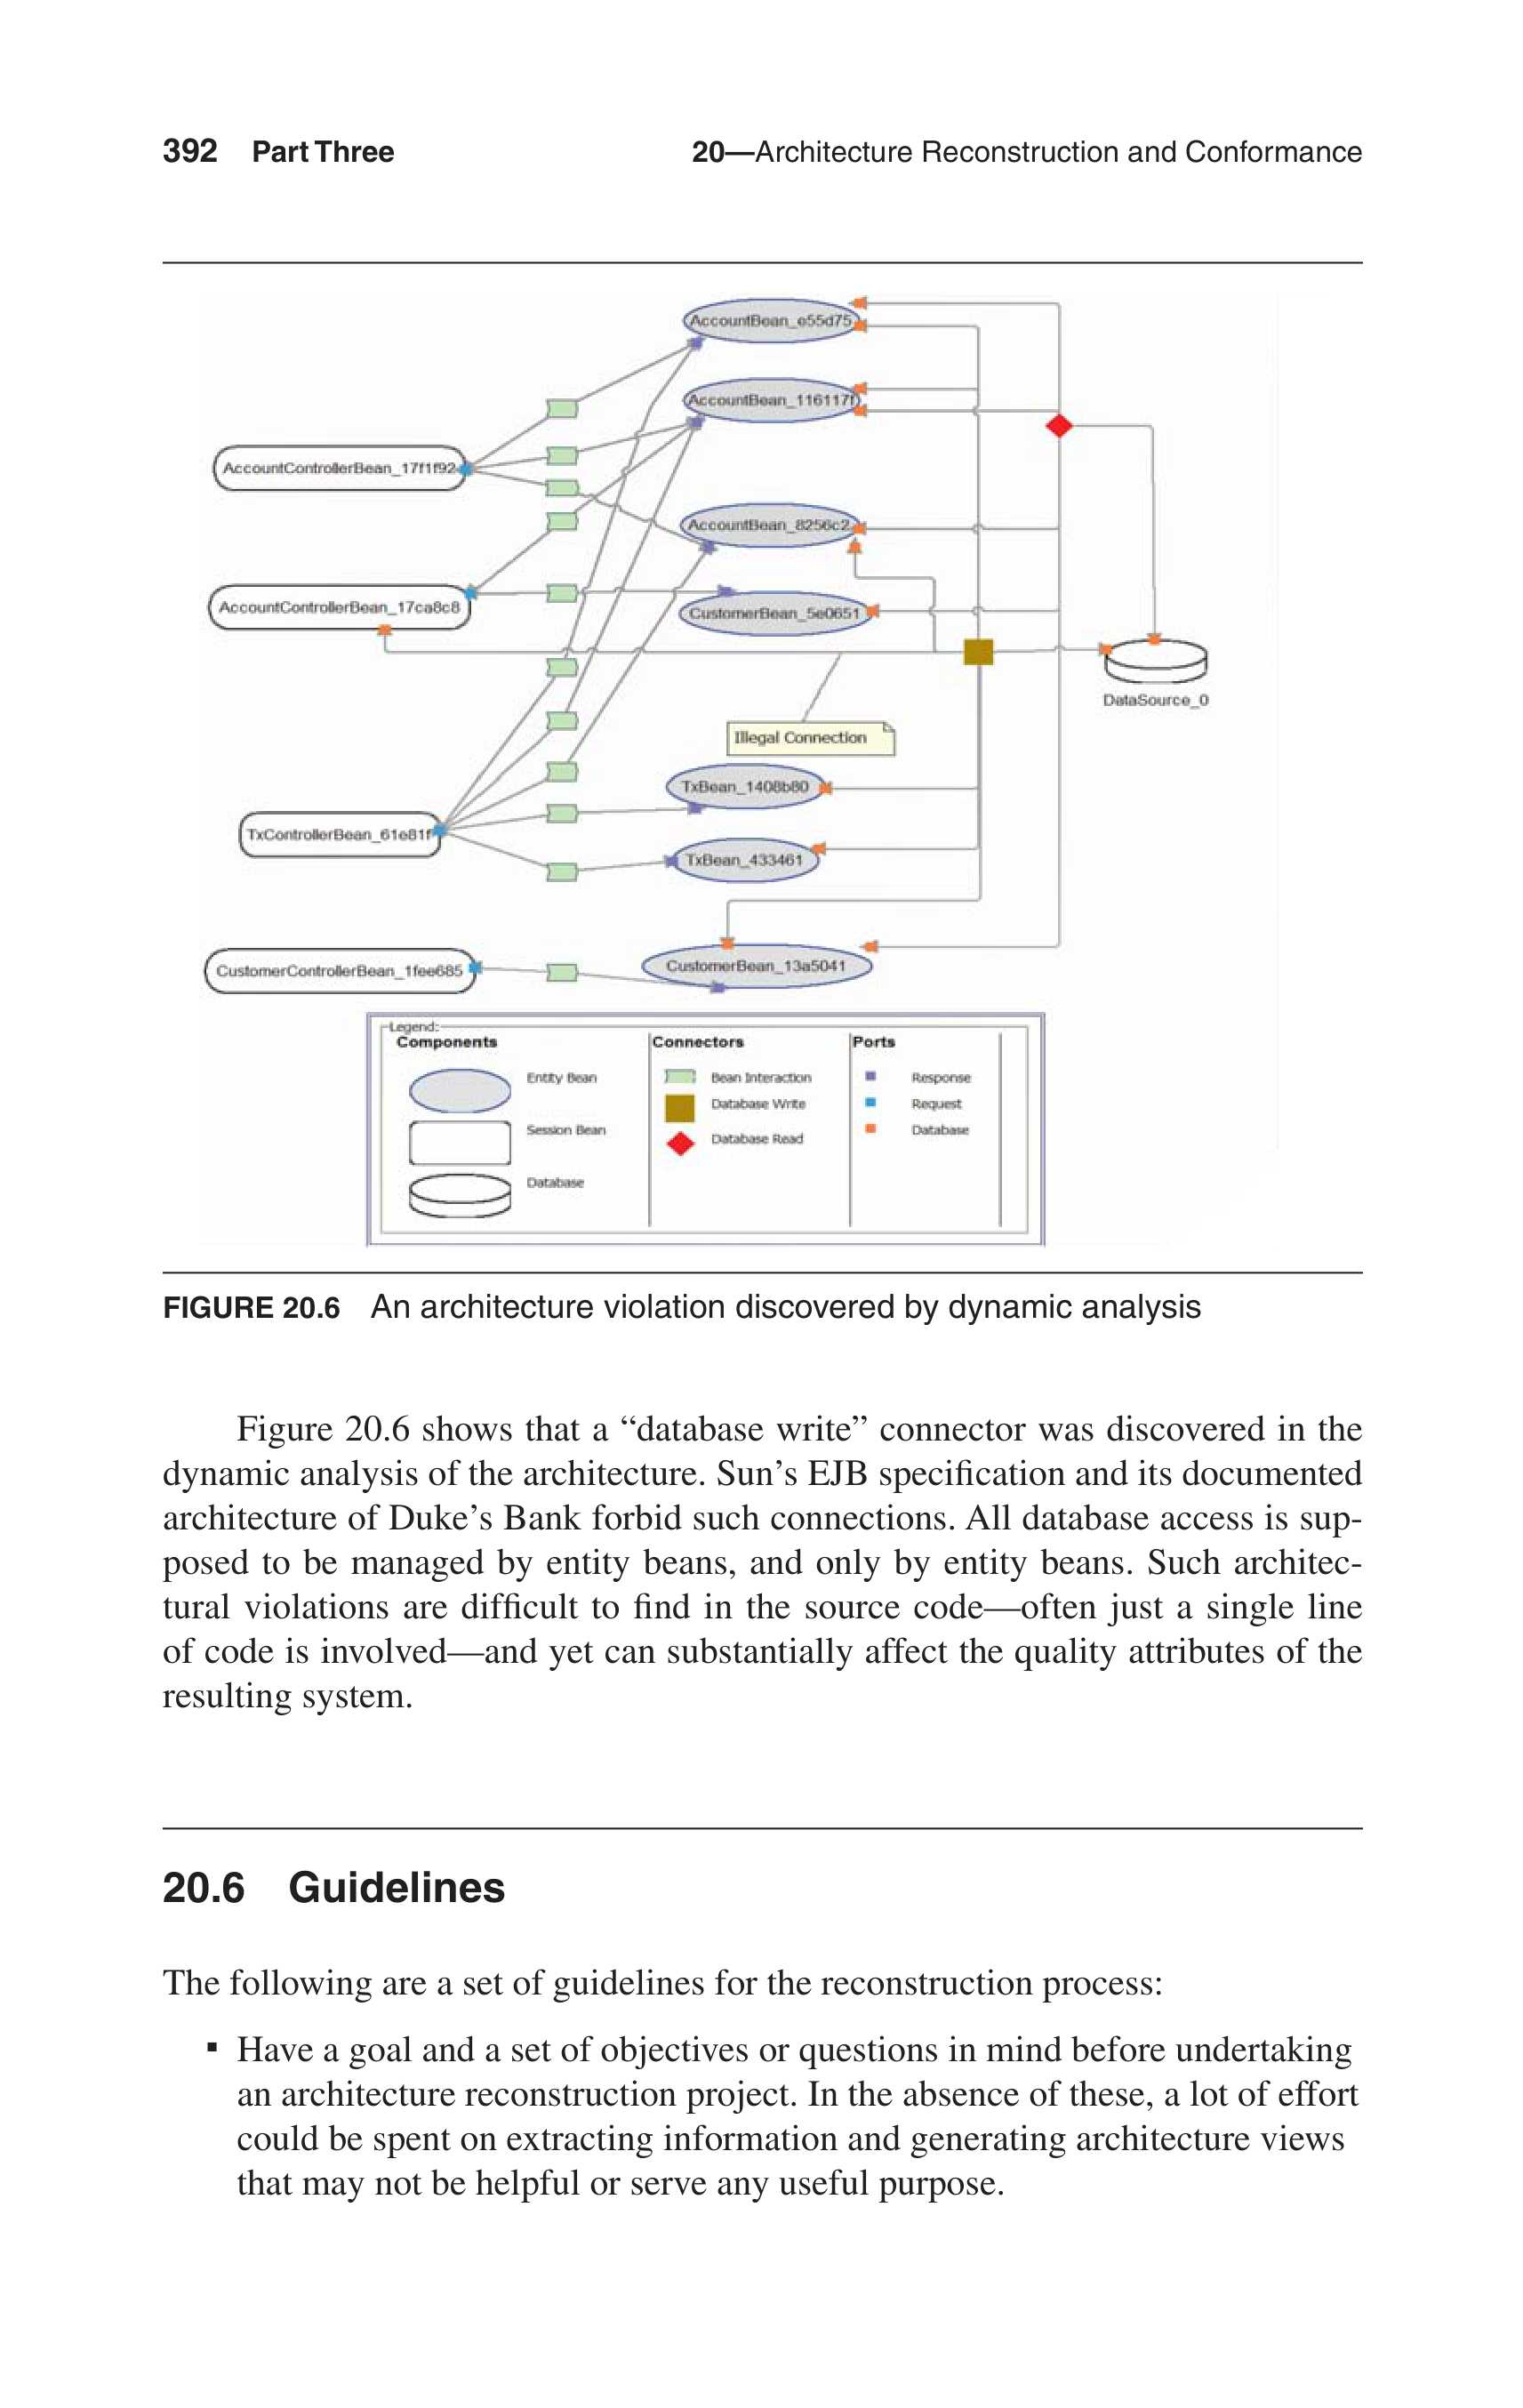 392 Part Three 20—Architecture Reconstruction and Conformance
AccountBean_e55d75
AccountBean_116117f
AccountControllerBean_17f1f92
AccountBean_8256c2
AccountControllerBean_17ca8c8
CustomerBean_5e0651
DataSource_0
Illegal Connection
TxBean_1408b80
TxControllerBean_61e81f
TxBean_433461
CustomerControllerBean_1fee685
CustomerBean_13a5041
Legend:
Components Connectors Ports
Entity Bean Bean Interaction Response
Database Write Request
Session Bean Database Read Database
Database
FIGURE 20.6 An architecture violation discovered by dynamic analysis
Figure 20.6 shows that a “database write” connector was discovered in the
dynamic analysis of the architecture. Sun’s EJB specification and its documented
architecture of Duke’s Bank forbid such connections. All database access is sup-
posed to be managed by entity beans, and only by entity beans. Such architec-
tural violations are difficult to find in the source code—often just a single line
of code is involved—and yet can substantially affect the quality attributes of the
resulting system.
20.6 Guidelines
The following are a set of guidelines for the reconstruction process:
▪ Have a goal and a set of objectives or questions in mind before undertaking
an architecture reconstruction project. In the absence of these, a lot of effort
could be spent on extracting information and generating architecture views
that may not be helpful or serve any useful purpose.